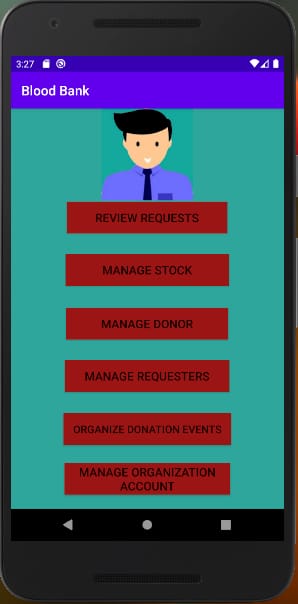 3:27
Blood Bank
REVIEW REQUESTS
MANAGE STOCK
MANAGE DONOR
MANAGE REQUESTERS
ORGANIZE DONATION EVENTS
MANAGE ORGANIZATION
ACCOUNT